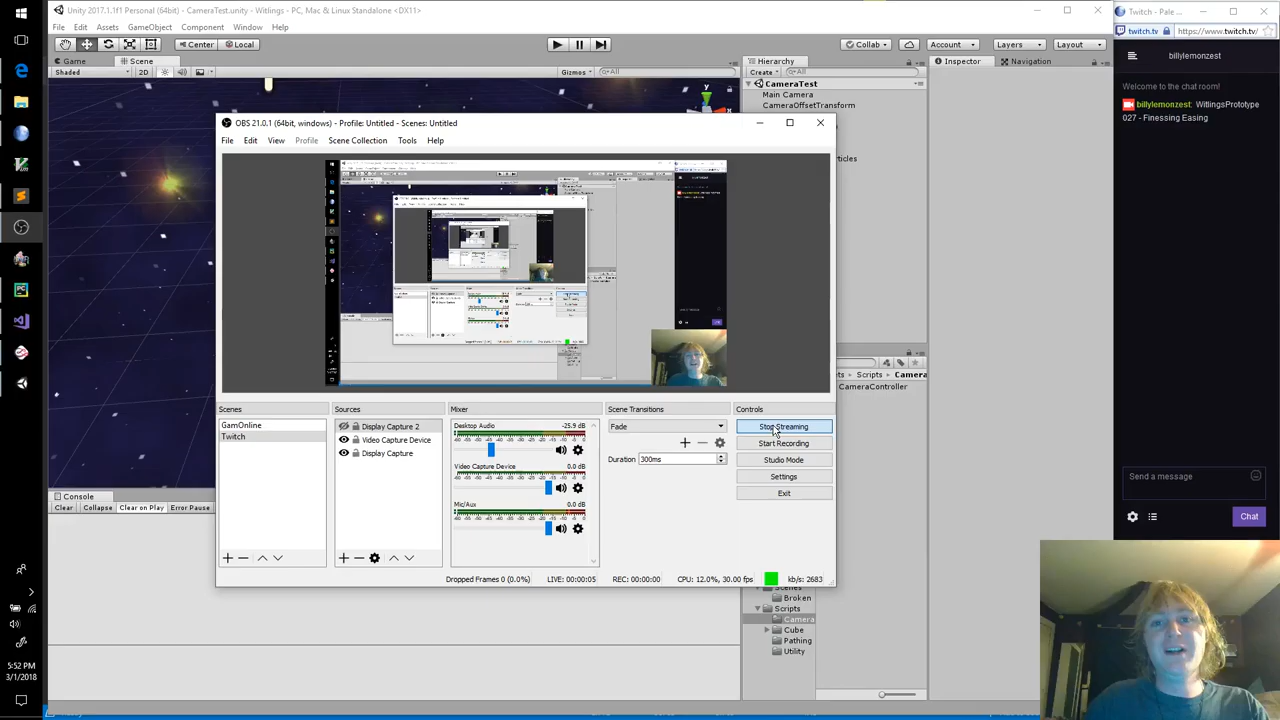 Unity 2017.1.1f1 Personal (64bit) - CameraTest.unity - Witlings - PC, Mac & Linux Standalone <DX11>
File Edit Assets GameObject Component Window Help
Center Local
Collab Account Layers Layout
Game Scene
Shaded 2D Gizmos All
Hierarchy
Create All
CameraTest
Main Camera
CameraOffsetTransform
articles
Inspector Navigation
Twitch - Pale ...
twitch.tv https://www.twitch.tv/
billylemonzest
Welcome to the chat room!
billylemonzest: WitlingsPrototype
027 - Finessing Easing
Send a message
Chat
OBS 21.0.1 (64bit, windows) - Profile: Untitled - Scenes: Untitled
File Edit View Profile Scene Collection Tools Help
Scenes
GamOnline
Twitch
Sources
Display Capture 2
Video Capture Device
Display Capture
Mixer
Desktop Audio -25.9 dB
Video Capture Device 0.0 dB
Mic/Aux 0.0 dB
Scene Transitions
Fade
Duration 300ms
Controls
Stop Streaming
Start Recording
Studio Mode
Settings
Exit
Dropped Frames 0 (0.0%) LIVE: 00:00:05 REC: 00:00:00 CPU: 12.0%, 30.00 fps kb/s: 2683
Console
Clear Collapse Clear on Play Error Pause
ts Scripts Camera
CameraController
Scenes
Broken
Scripts
Camera
Cube
Pathing
Utility
5:52 PM
3/1/2018